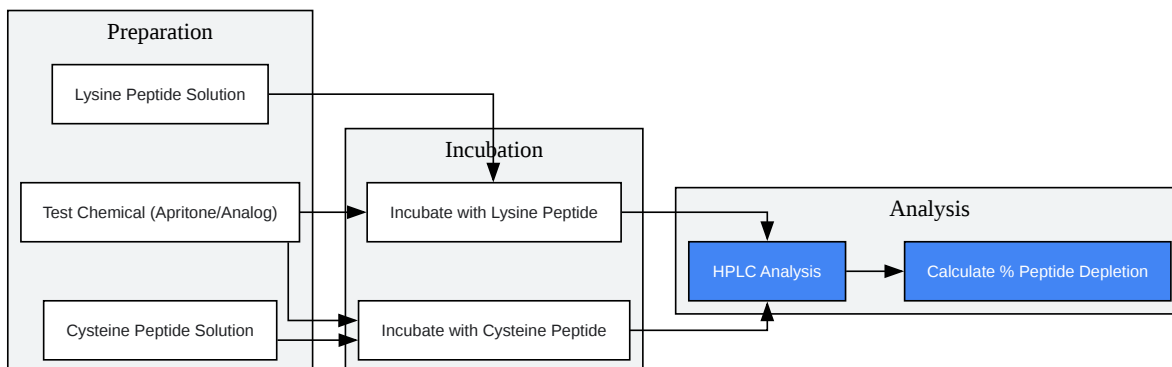 Preparation
Lysine Peptide Solution
Test Chemical (Apritone/Analog)
Cysteine Peptide Solution
Incubation
Incubate with Lysine Peptide
Incubate with Cysteine Peptide
Analysis
HPLC Analysis
Calculate % Peptide Depletion